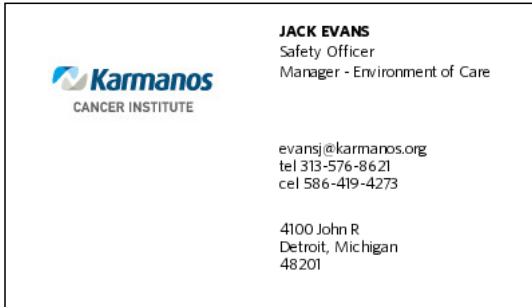 Karmanos
CANCER INSTITUTE
JACK EVANS
Safety Officer
Manager - Environment of Care
evansj@karmanos.org
tel 313-576-8621
cel 586-419-4273
4100 John R
Detroit, Michigan
48201